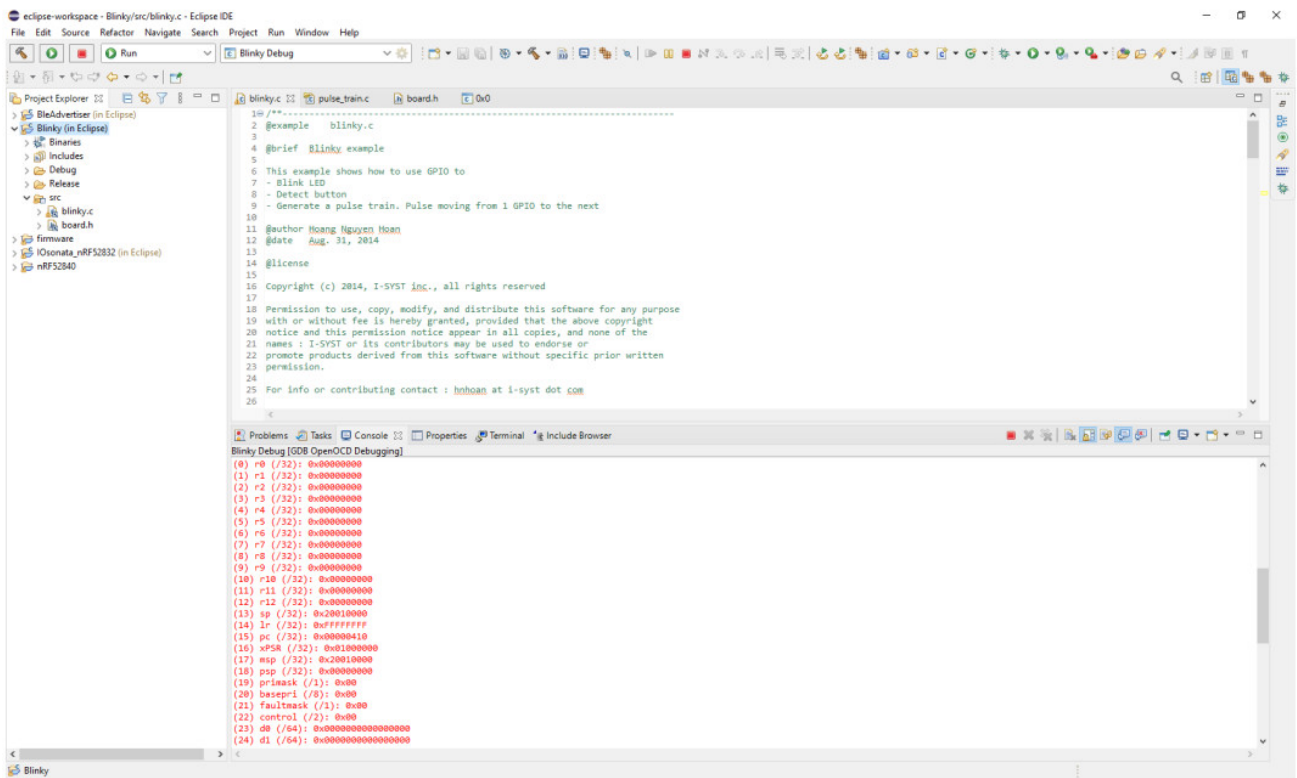 eclipse-workspace - Blinky/src/blinky.c - Eclipse IDE
File Edit Source Refactor Navigate Search Project Run Window Help
Run
Blinky Debug
Project Explorer
BleAdvertiser (in Eclipse)
Blinky (in Eclipse)
Binaries
Includes
Debug
Release
src
blinky.c
board.h
firmware
IOsonata_nRF52832 (in Eclipse)
nRF52840
blinky.c pulse_train.c board.h 0x0
1 /**--------------------------------------------------------------------------
2 @example blinky.c
3
4 @brief Blinky example
5
6 This example shows how to use GPIO to
7 - Blink LED
8 - Detect button
9 - Generate a pulse train. Pulse moving from 1 GPIO to the next
10
11 @author Hoang Nguyen Hoan
12 @date Aug. 31, 2014
13
14 @license
15
16 Copyright (c) 2014, I-SYST inc., all rights reserved
17
18 Permission to use, copy, modify, and distribute this software for any purpose
19 with or without fee is hereby granted, provided that the above copyright
20 notice and this permission notice appear in all copies, and none of the
21 names : I-SYST or its contributors may be used to endorse or
22 promote products derived from this software without specific prior written
23 permission.
24
25 For info or contributing contact : hnhoan at i-syst dot com
26
Problems Tasks Console Properties Terminal Include Browser
Blinky Debug [GDB OpenOCD Debugging]
(0) r0 (/32): 0x00000000
(1) r1 (/32): 0x00000000
(2) r2 (/32): 0x00000000
(3) r3 (/32): 0x00000000
(4) r4 (/32): 0x00000000
(5) r5 (/32): 0x00000000
(6) r6 (/32): 0x00000000
(7) r7 (/32): 0x00000000
(8) r8 (/32): 0x00000000
(9) r9 (/32): 0x00000000
(10) r10 (/32): 0x00000000
(11) r11 (/32): 0x00000000
(12) r12 (/32): 0x00000000
(13) sp (/32): 0x20010000
(14) lr (/32): 0xFFFFFFFF
(15) pc (/32): 0x00000410
(16) xPSR (/32): 0x01000000
(17) msp (/32): 0x20010000
(18) psp (/32): 0x00000000
(19) primask (/1): 0x00
(20) basepri (/8): 0x00
(21) faultmask (/1): 0x00
(22) control (/2): 0x00
(23) d0 (/64): 0x0000000000000000
(24) d1 (/64): 0x0000000000000000
Blinky